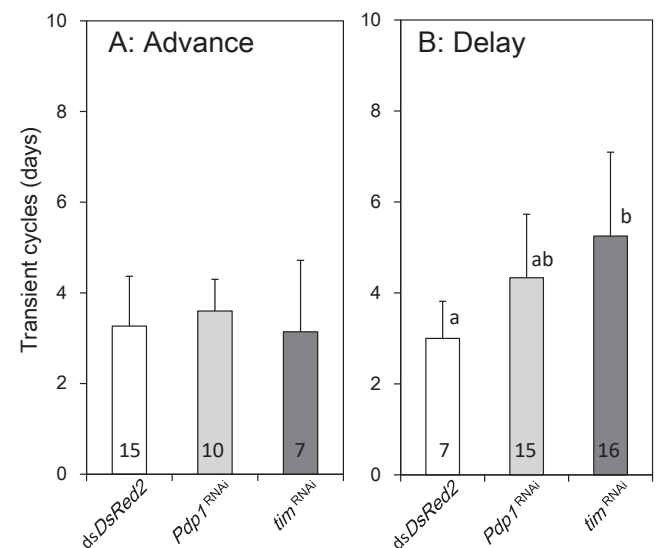 A: Advance
B: Delay
Transient cycles (days)
10
8
6
4
2
0
15
10
7
dsDsRed2
Pdp1RNAi
timRNAi
10
8
6
4
2
0
a
ab
b
7
15
16
dsDsRed2
Pdp1RNAi
timRNAi